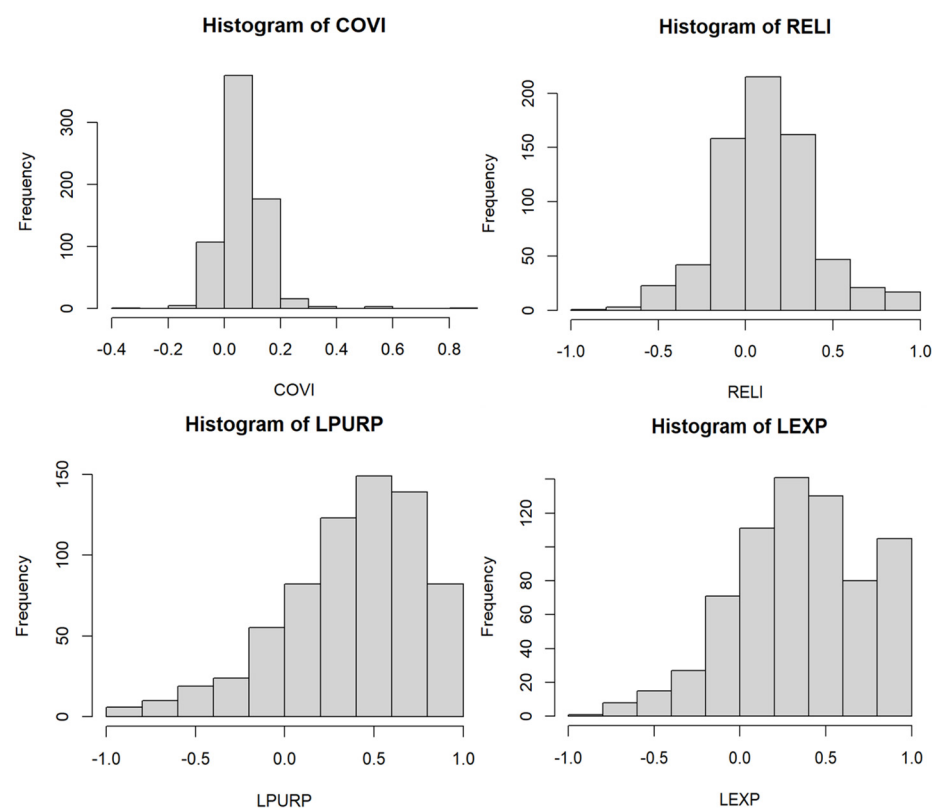 Histogram of COVI
Frequency
300
200
100
0
-0.4 -0.2 0.0 0.2 0.4 0.6 0.8
COVI
Histogram of RELI
Frequency
200
150
100
50
0
-1.0 -0.5 0.0 0.5 1.0
RELI
Histogram of LPURP
Frequency
150
100
50
0
-1.0 -0.5 0.0 0.5 1.0
LPURP
Histogram of LEXP
Frequency
120
80
60
40
20
0
-1.0 -0.5 0.0 0.5 1.0
LEXP